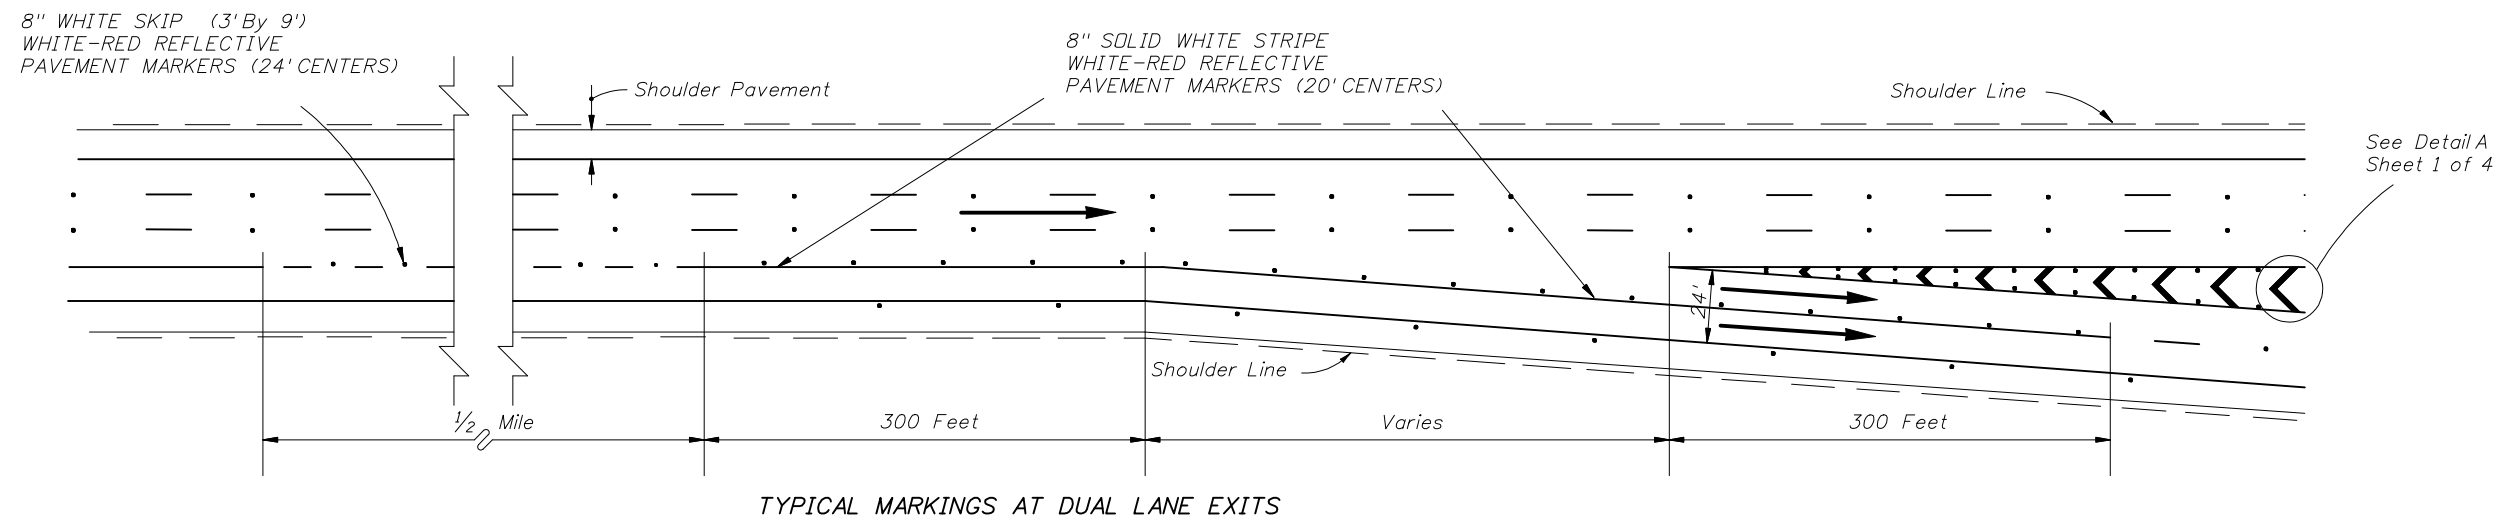 8" WHITE SKIP (3'By 9')
WHITE-RED REFLECTIVE
PAVEMENT MARKERS (24'CENTERS)
Shoulder Pavement
8" SOLID WHITE STRIPE
WHITE-RED REFLECTIVE
PAVEMENT MARKERS (20'CENTERS)
Shoulder Line
See Detail A
Sheet 1 of 4
24'
Shoulder Line
1/2 Mile
300 Feet
Varies
300 Feet
TYPICAL MARKINGS AT DUAL LANE EXITS